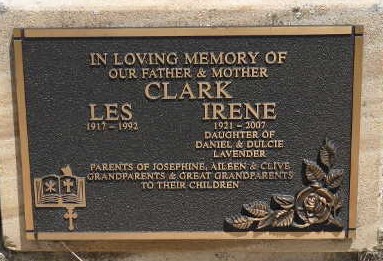 IN LOVING MEMORY OF
OUR FATHER & MOTHER
CLARK
LES
1917 - 1992
IRENE
1921 - 2007
DAUGHTER OF
DANIEL & DULCIE
LAVENDER
PARENTS OF JOSEPHINE, AILEEN & CLIVE
GRANDPARENTS & GREAT GRANDPARENTS
TO THEIR CHILDREN